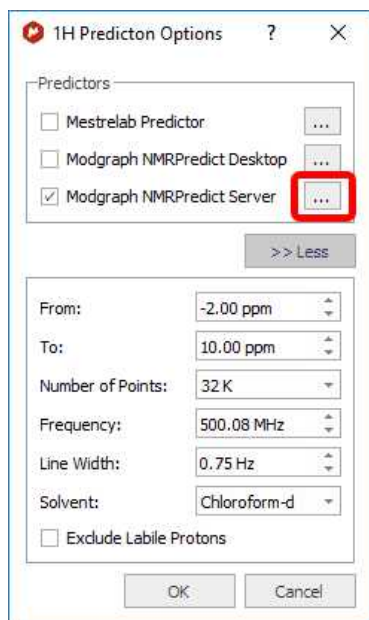 1H Predicton Options ? X
Predictors
Mestrelab Predictor ...
Modgraph NMRPredict Desktop ...
Modgraph NMRPredict Server ...
>> Less
From: -2.00 ppm
To: 10.00 ppm
Number of Points: 32 K
Frequency: 500.08 MHz
Line Width: 0.75 Hz
Solvent: Chloroform-d
Exclude Labile Protons
OK Cancel